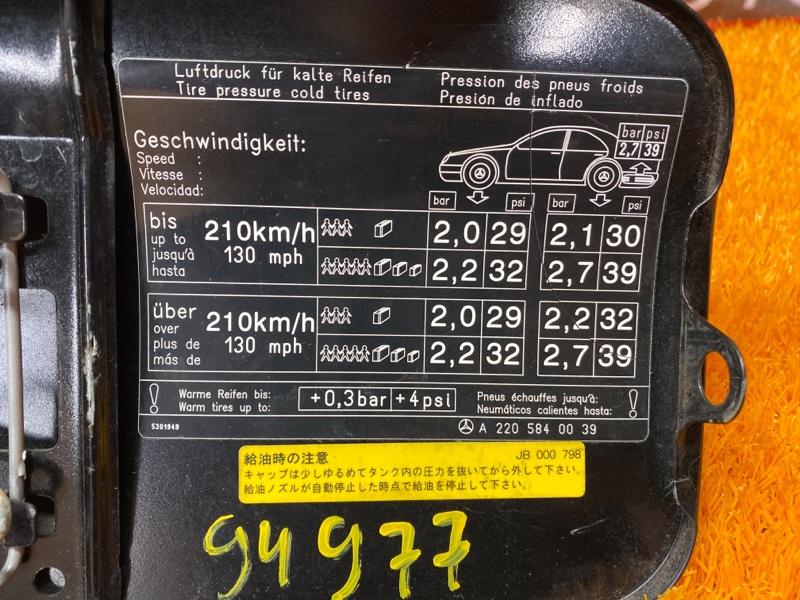 Luftdruck für kalte Reifen
Tire pressure cold tires
Pression des pneus froids
Presión de inflado
Geschwindigkeit:
Speed :
Vitesse :
Velocidad:
bar psi
2,7 39
bar psi bar psi
bis
up to
jusqu'à
hasta
210km/h
130 mph
2,0 29 2,1 30
2,2 32 2,7 39
über
over
plus de
más de
210km/h
130 mph
2,0 29 2,2 32
2,2 32 2,7 39
! Warme Reifen bis:
Warm tires up to:
+0,3bar +4psi
Pneus échauffes jusqu'à:
Neumáticos calientes hasta: !
S301949
A 220 584 00 39
給油時の注意 JB 000 798
キャップは少しゆるめてタンク内の圧力を抜いてから外して下さい。
給油ノズルが自動停止した時点で給油を停止して下さい。
94977